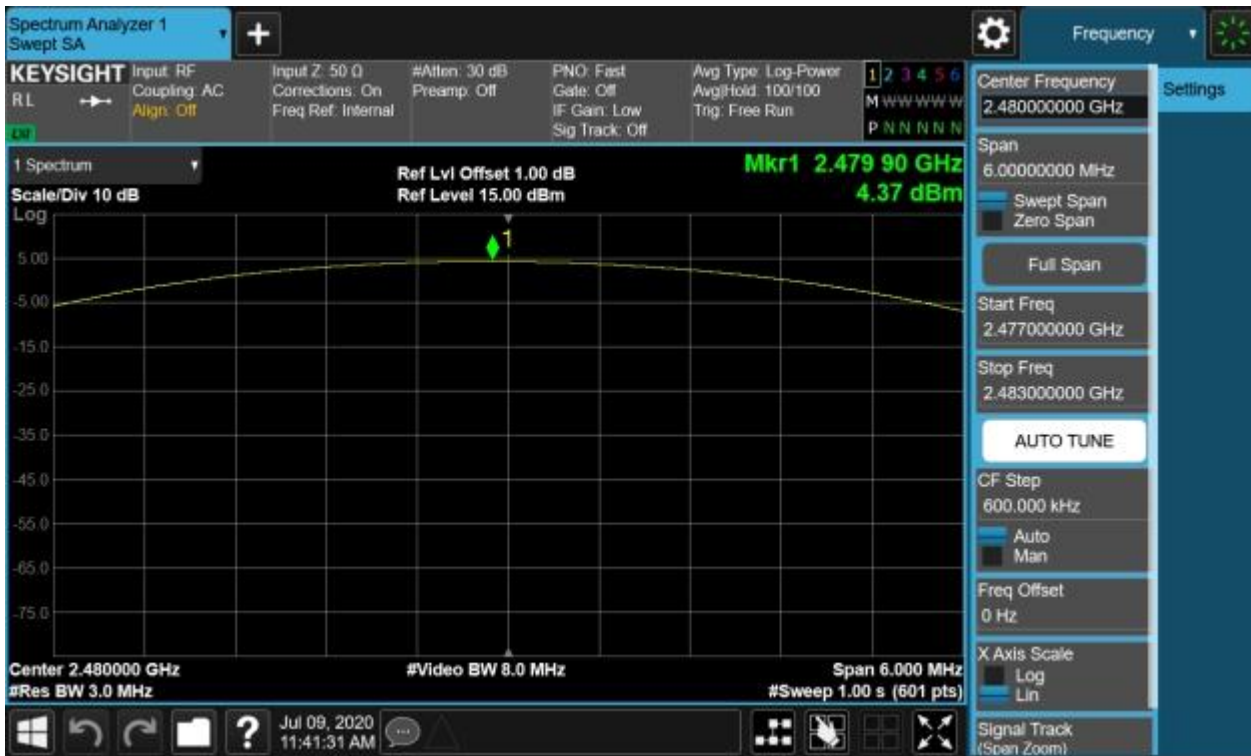 Spectrum Analyzer 1
Swept SA
Frequency
KEYSIGHT
RL
Input: RF
Coupling: AC
Align: Off
Input Z: 50 Ω
Corrections: On
Freq Ref: Internal
#Atten: 30 dB
Preamp: Off
PNO: Fast
Gate: Off
IF Gain: Low
Sig Track: Off
Avg Type: Log-Power
Avg|Hold: 100/100
Trig: Free Run
1 2 3 4 5 6
M W W W W W
P N N N N N
Center Frequency
2.480000000 GHz
Settings
Span
6.00000000 MHz
Swept Span
Zero Span
Full Span
Start Freq
2.477000000 GHz
Stop Freq
2.483000000 GHz
AUTO TUNE
CF Step
600.000 kHz
Auto
Man
Freq Offset
0 Hz
X Axis Scale
Log
Lin
Signal Track
(Span Zoom)
1 Spectrum
Scale/Div 10 dB
Ref Lvl Offset 1.00 dB
Ref Level 15.00 dBm
Mkr1 2.479 90 GHz
4.37 dBm
Log
1
5.00
-5.00
-15.0
-25.0
-35.0
-45.0
-55.0
-65.0
-75.0
Center 2.480000 GHz
#Video BW 8.0 MHz
Span 6.000 MHz
#Res BW 3.0 MHz
#Sweep 1.00 s (601 pts)
?
Jul 09, 2020
11:41:31 AM